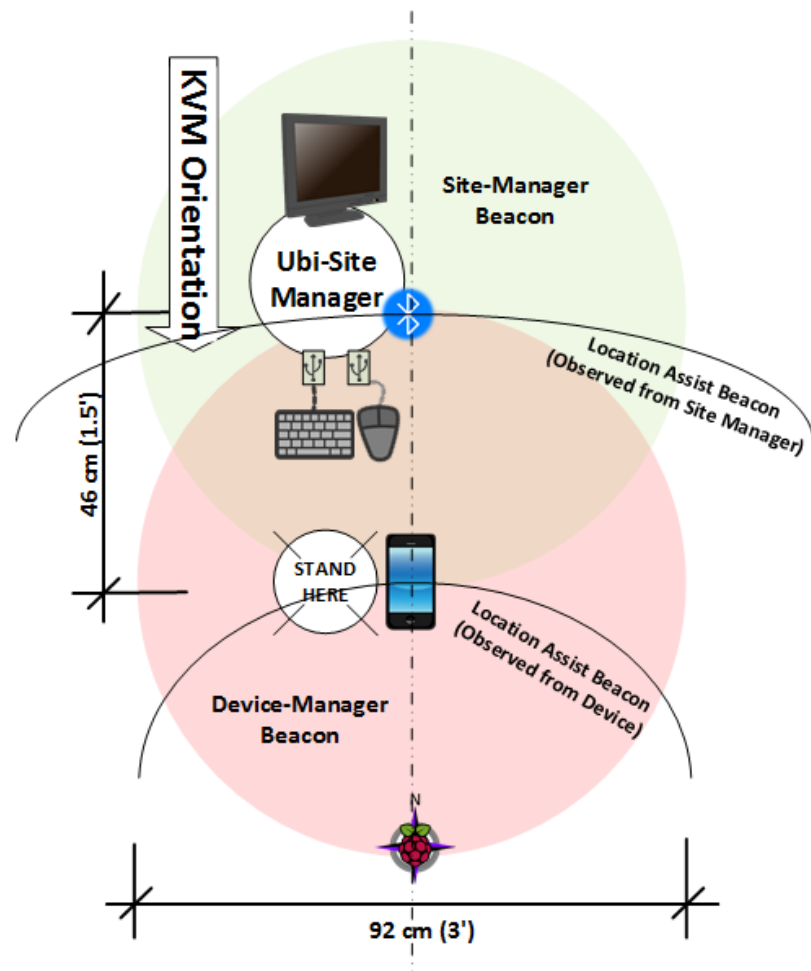 KVM Orientation
Site-Manager
Beacon
Ubi-Site
Manager
Location Assist Beacon
(Observed from Site Manager)
46 cm (1.5')
STAND
HERE
Location Assist Beacon
(Observed from Device)
Device-Manager
Beacon
N
92 cm (3')